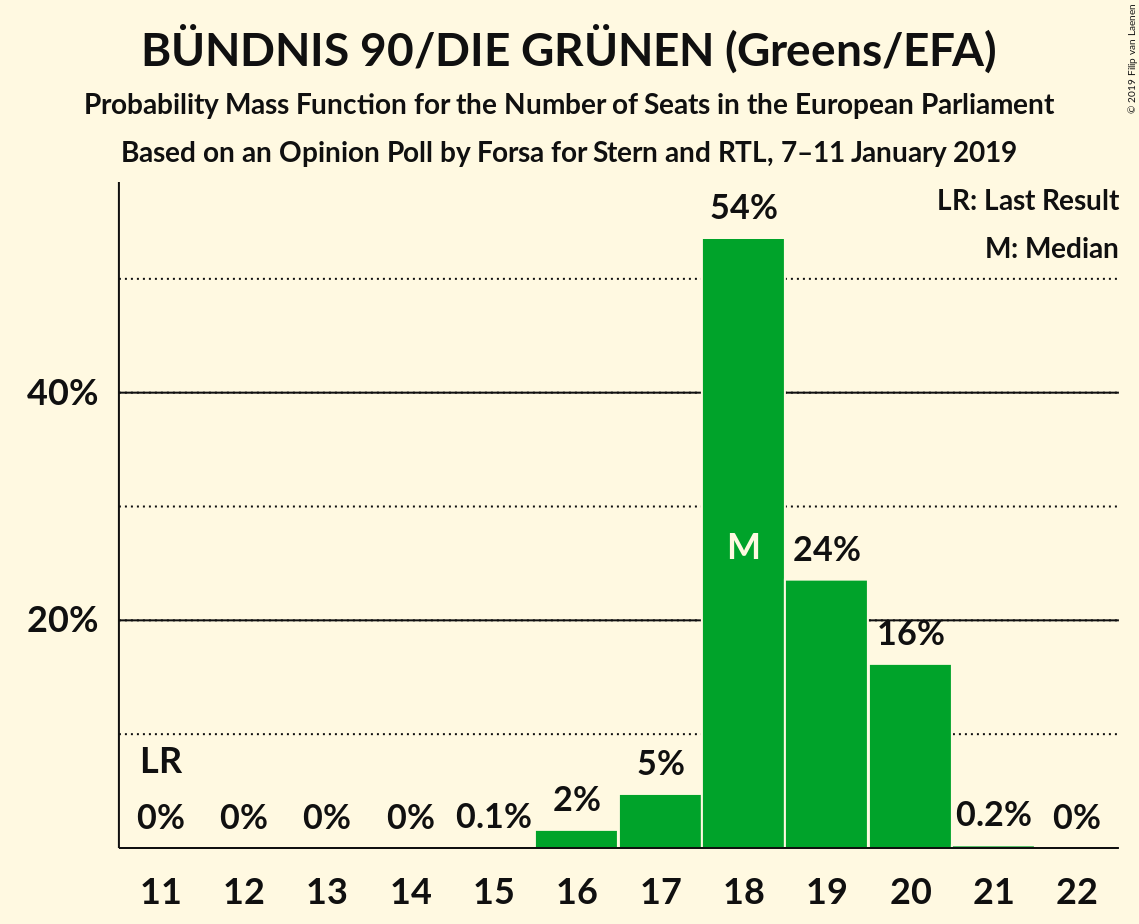 BÜNDNIS 90/DIE GRÜNEN (Greens/EFA)
Probability Mass Function for the Number of Seats in the European Parliament
Based on an Opinion Poll by Forsa for Stern and RTL, 7–11 January 2019
© 2019 Filip van Laenen
LR: Last Result
M: Median
54%
40%
M
24%
20%
16%
LR
5%
0% 0% 0% 0% 0.1% 2% 0.2% 0%
11 12 13 14 15 16 17 18 19 20 21 22